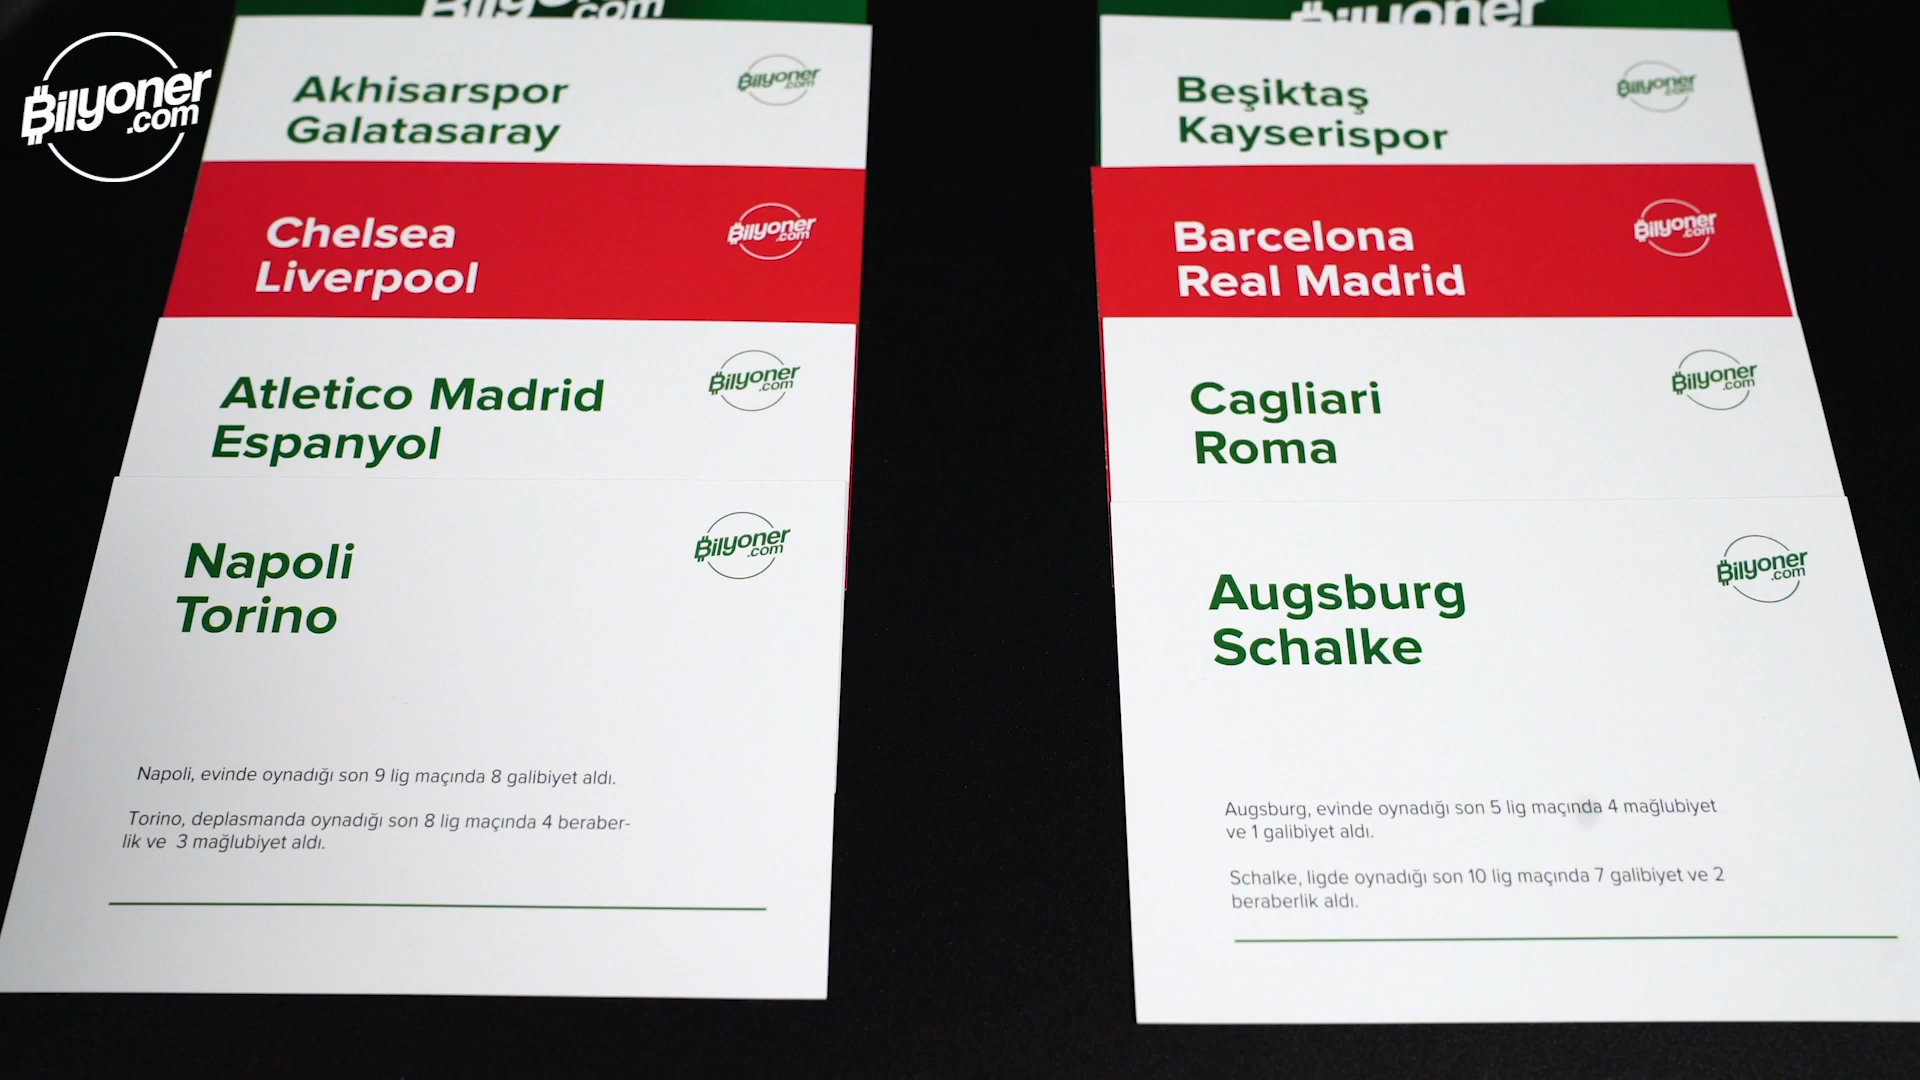 Bilyoner
.com
Bilyoner
.com
Akhisarspor
Galatasaray
Bilyoner
.com
Chelsea
Liverpool
Bilyoner
.com
Atletico Madrid
Espanyol
Bilyoner
.com
Napoli
Torino
Bilyoner
.com
Napoli, evinde oynadığı son 9 lig maçında 8 galibiyet aldı.
Torino, deplasmanda oynadığı son 8 lig maçında 4 beraber-
lik ve 3 mağlubiyet aldı.
Bilyoner
Beşiktaş
Kayserispor
Bilyoner
.com
Barcelona
Real Madrid
Bilyoner
.com
Cagliari
Roma
Bilyoner
.com
Augsburg
Schalke
Bilyoner
.com
Augsburg, evinde oynadığı son 5 lig maçında 4 mağlubiyet
ve 1 galibiyet aldı.
Schalke, ligde oynadığı son 10 lig maçında 7 galibiyet ve 2
beraberlik aldı.